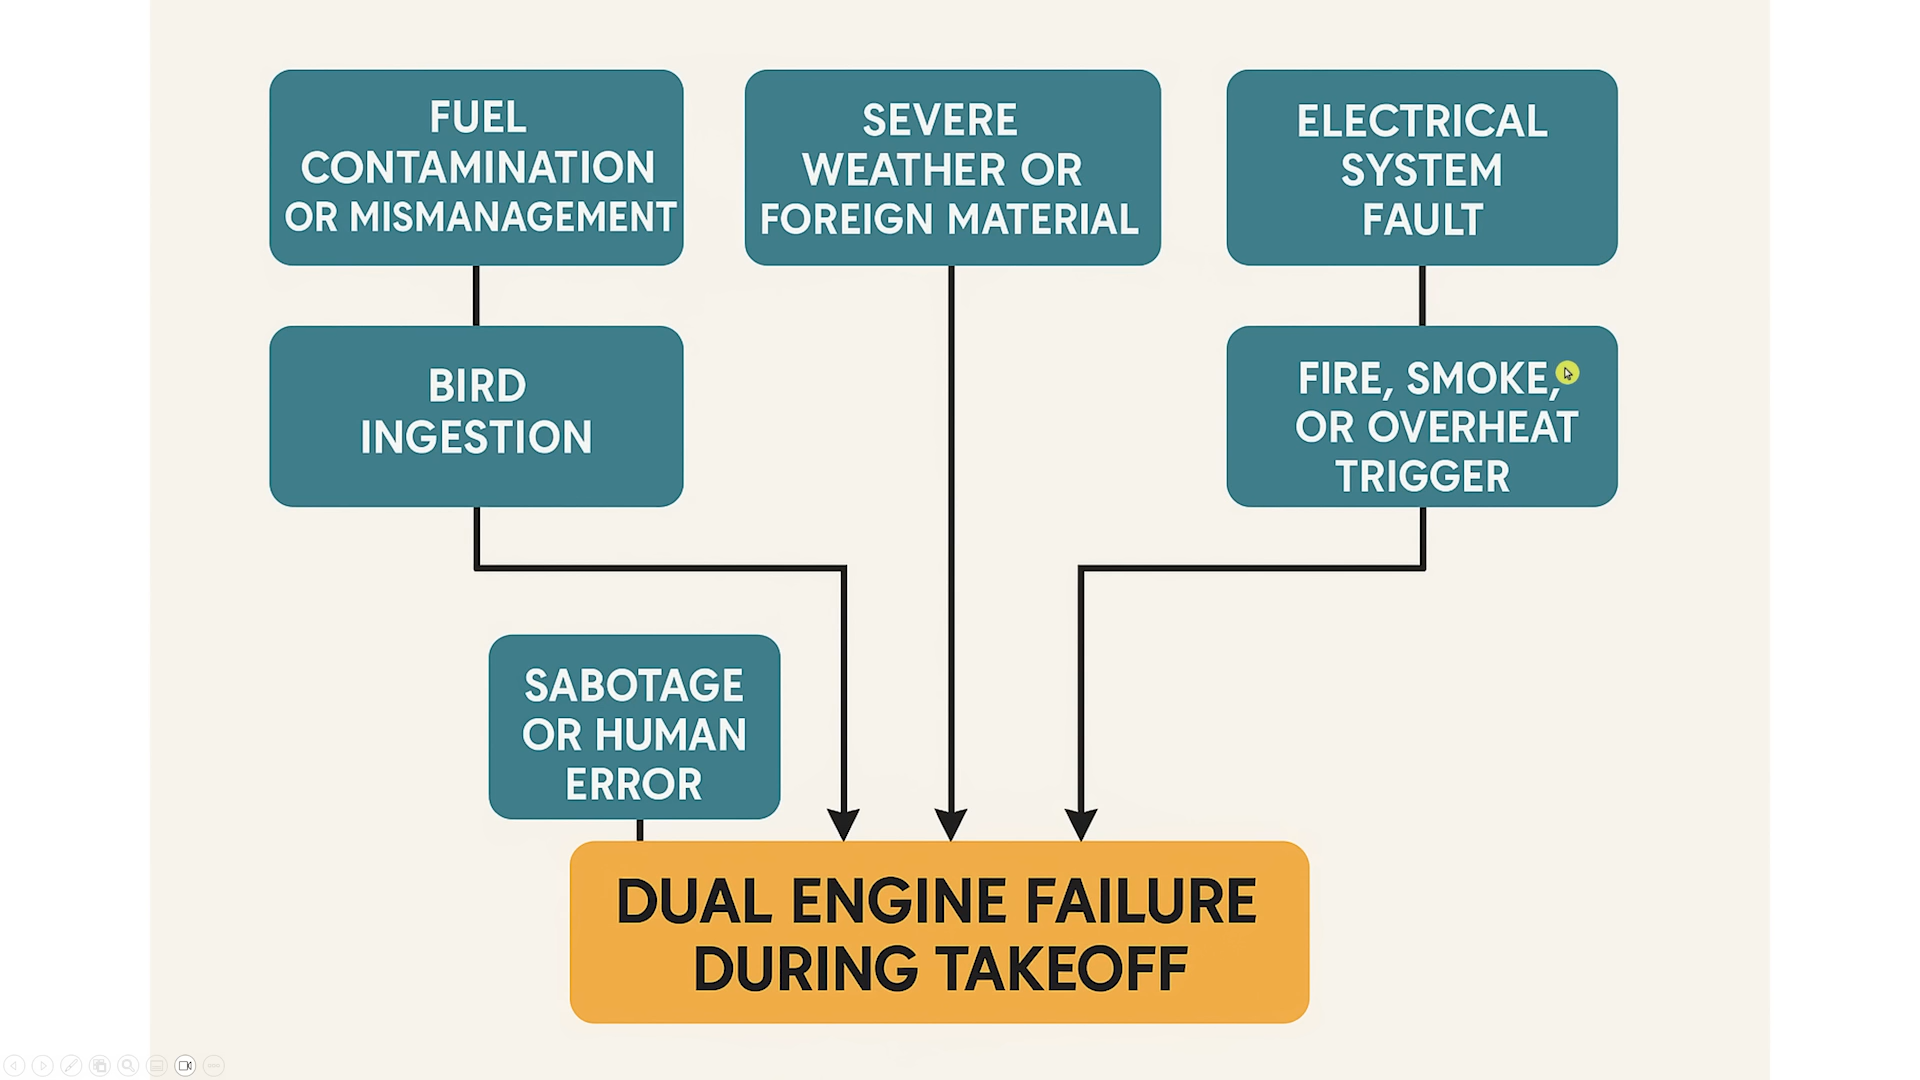 FUEL
CONTAMINATION
OR MISMANAGEMENT
SEVERE
WEATHER OR
FOREIGN MATERIAL
ELECTRICAL
SYSTEM
FAULT
BIRD
INGESTION
FIRE, SMOKE,
OR OVERHEAT
TRIGGER
SABOTAGE
OR HUMAN
ERROR
DUAL ENGINE FAILURE
DURING TAKEOFF